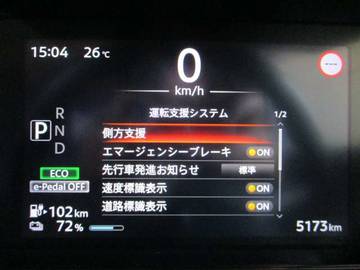 15:04 26℃
0
km/h
P R N D
ECO
e-Pedal OFF
102km
72 %
運転支援システム 1/2
側方支援
エマージェンシーブレーキ ON
先行車発進お知らせ 標準
速度標識表示 ON
道路標識表示 ON
5173km